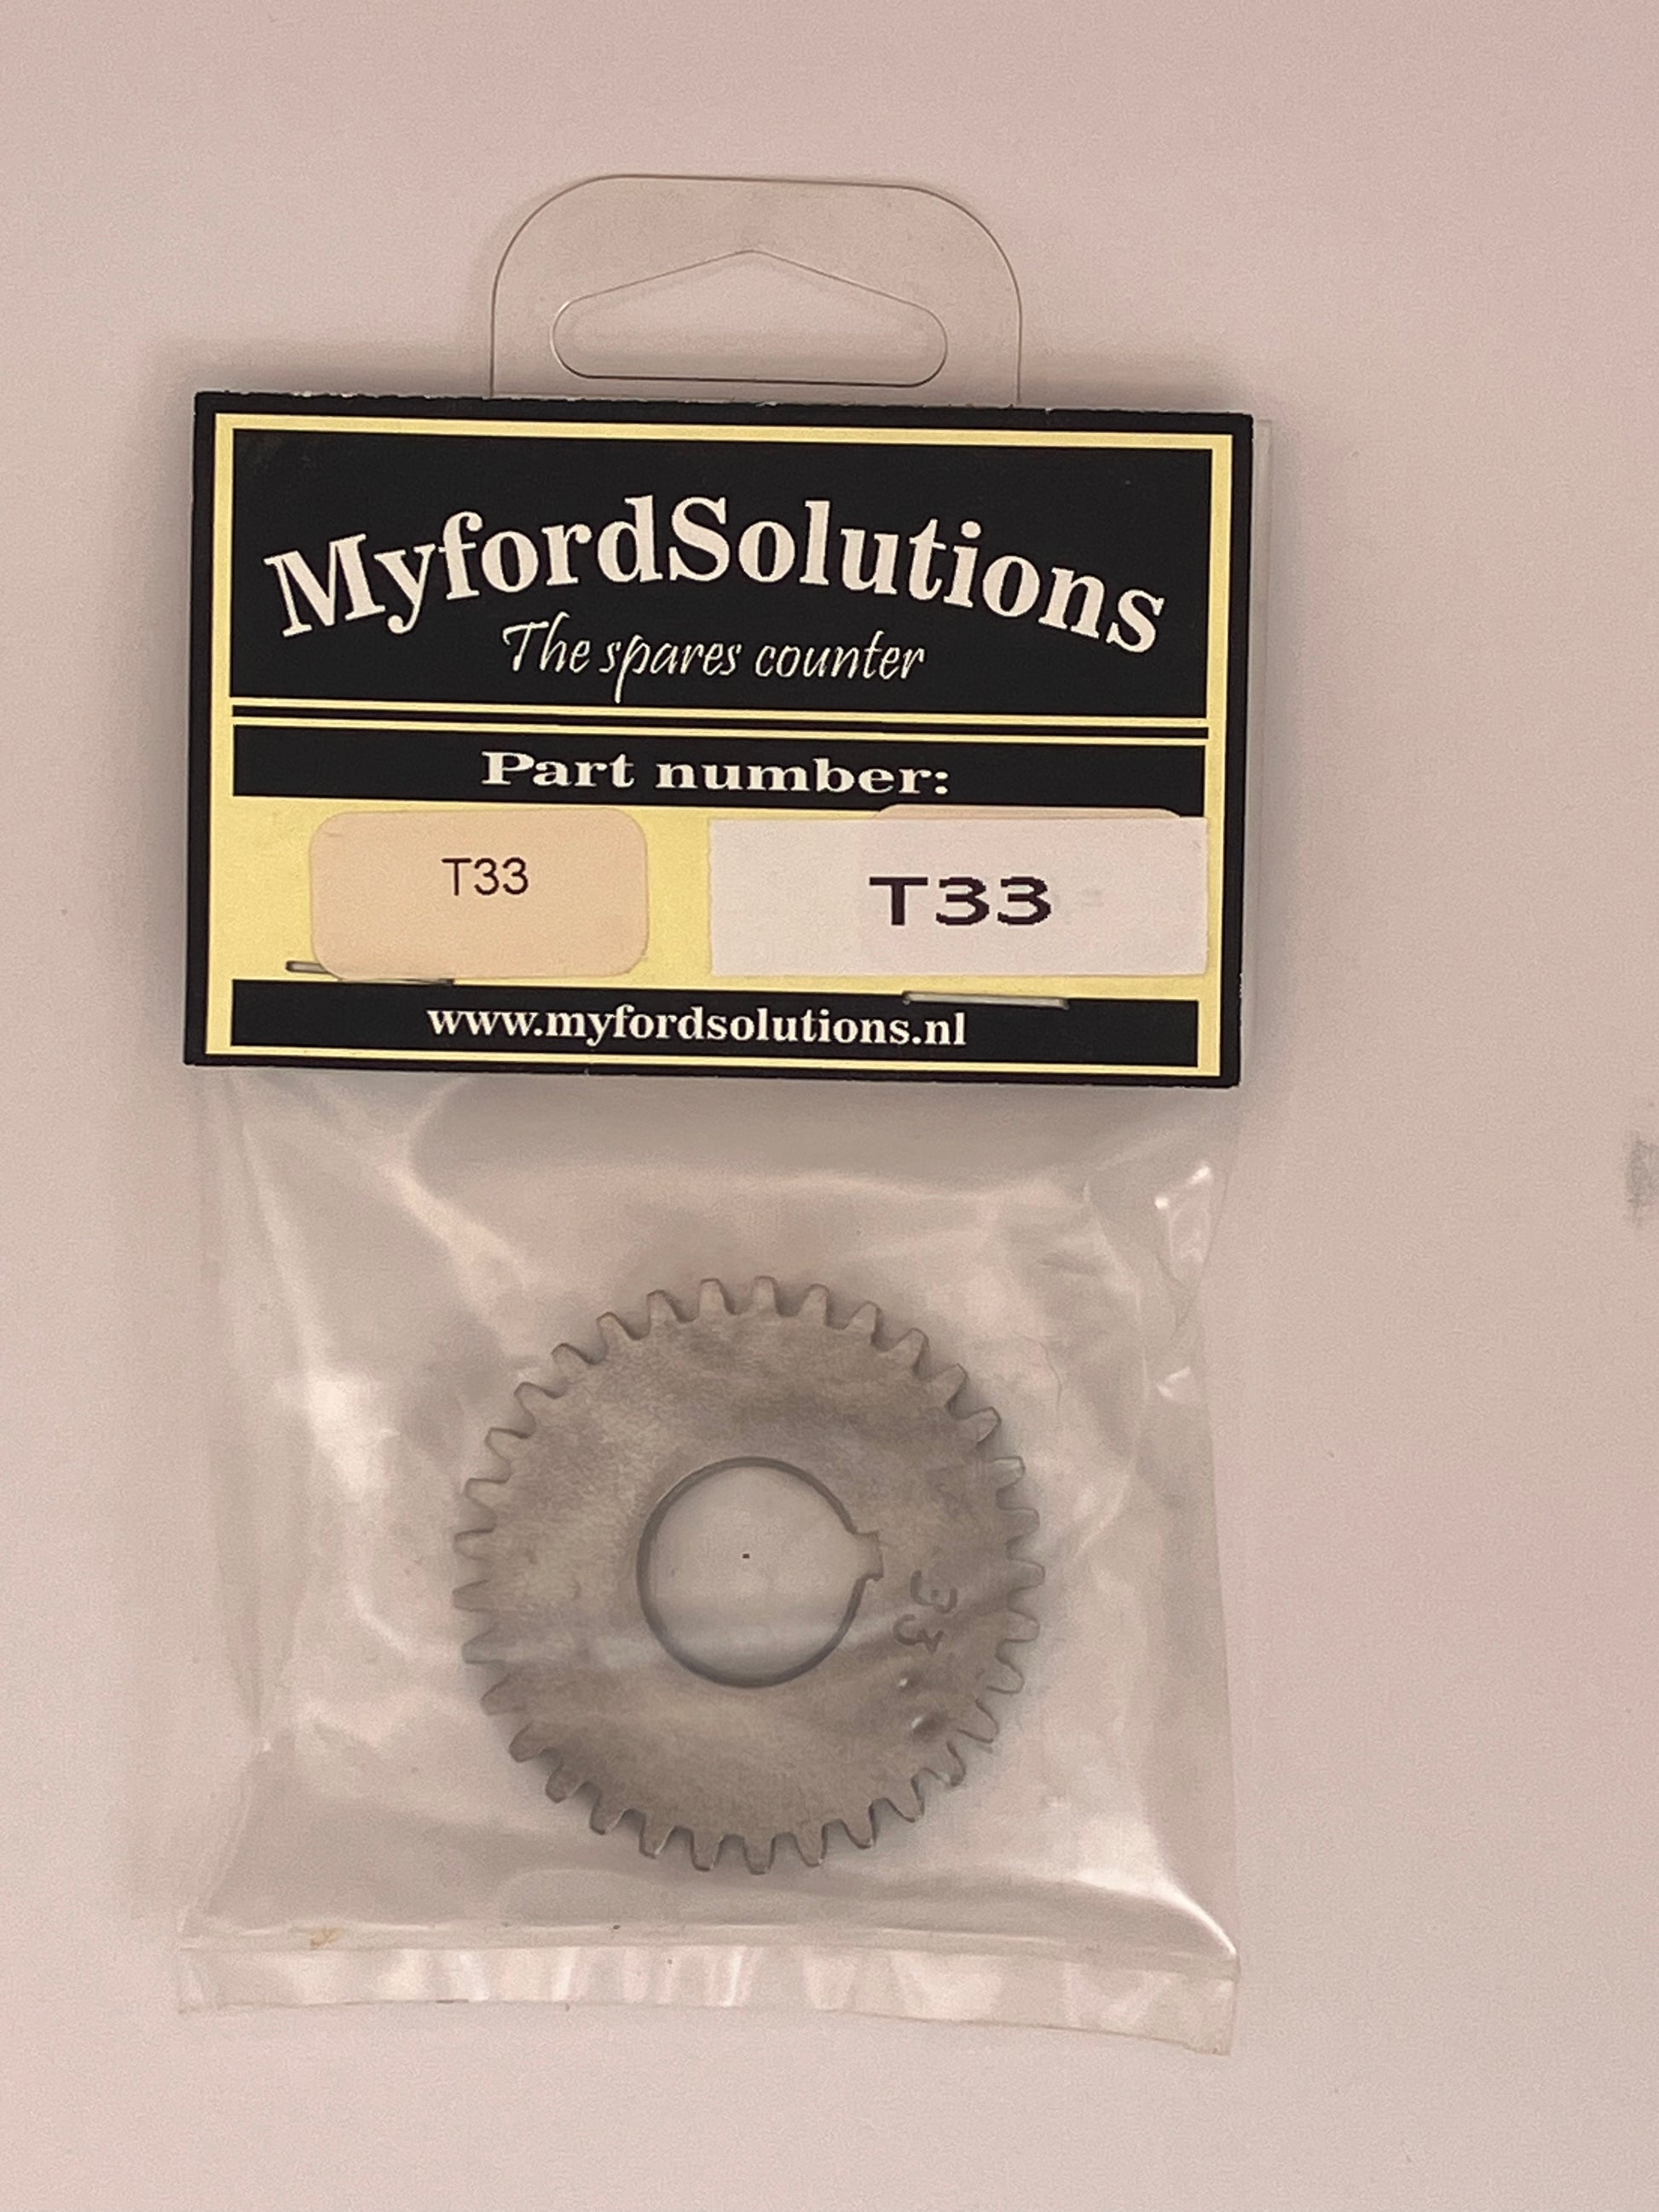 MyfordSolutions
The spares counter
Part number:
T33
T33
www.myfordsolutions.nl
33